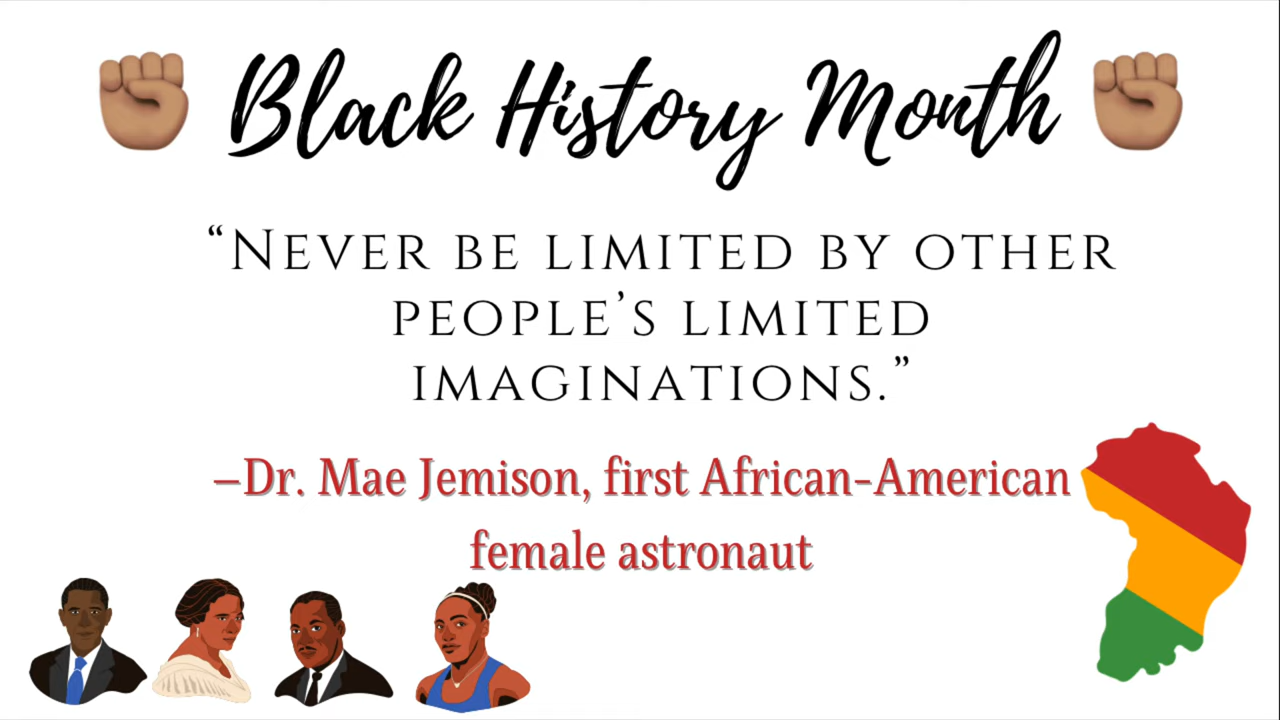 Black History Month
“Never be limited by other
people’s limited
imaginations.”
–Dr. Mae Jemison, first African-American
female astronaut